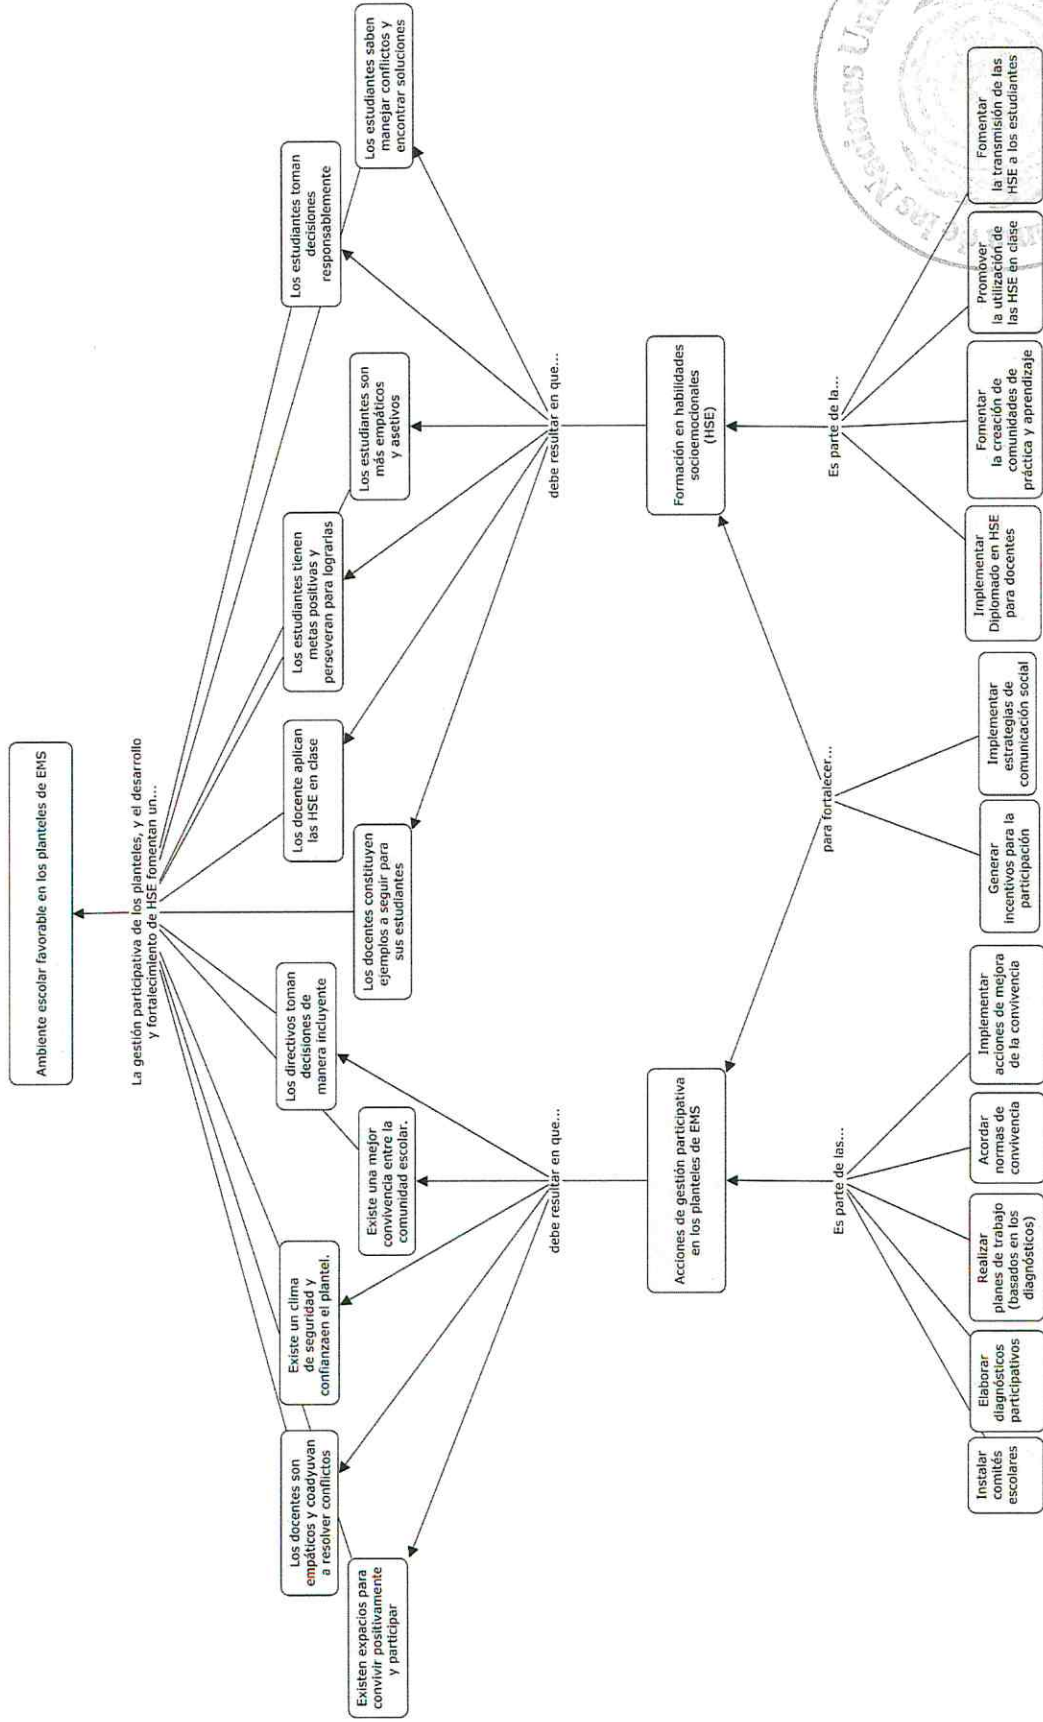 Ambiente escolar favorable en los planteles de EMS
La gestión participativa de los planteles, y el desarrollo
y fortalecimiento de HSE fomentan un...
Los docentes son
empáticos y coadyuvan
a resolver conflictos
Existe un clima
de seguridad y
confianzaen el plantel.
Los directivos toman
decisiones de
manera incluyente
Los docente aplican
las HSE en clase
Los estudiantes tienen
metas positivas y
perseveran para lograrlas
Los estudiantes toman
decisiones
responsablemente
Existen expacios para
convivir positivamente
y participar
Existe una mejor
convivencia entre la
comunidad escolar.
Los docentes constituyen
ejemplos a seguir para
sus estudiantes
Los estudiantes son
más empáticos
y asetivos
Los estudiantes saben
manejar conflictos y
encontrar soluciones
debe resultar en que...
debe resultar en que...
Acciones de gestión participativa
en los planteles de EMS
Formación en habilidades
socioemocionales
(HSE)
Es parte de las...
para fortalecer...
Es parte de la...
Instalar
comités
escolares
Elaborar
diagnósticos
participativos
Realizar
planes de trabajo
(basados en los
diagnósticos)
Acordar
normas de
convivencia
Implementar
acciones de mejora
de la convivencia
Generar
incentivos para la
participación
Implementar
estrategias de
comunicación social
Implementar
Diplomado en HSE
para docentes
Fomentar
la creación de
comunidades de
práctica y aprendizaje
Promover
la utilización de
las HSE en clase
Fomentar
la transmisión de las
HSE a los estudiantes
las Naciones